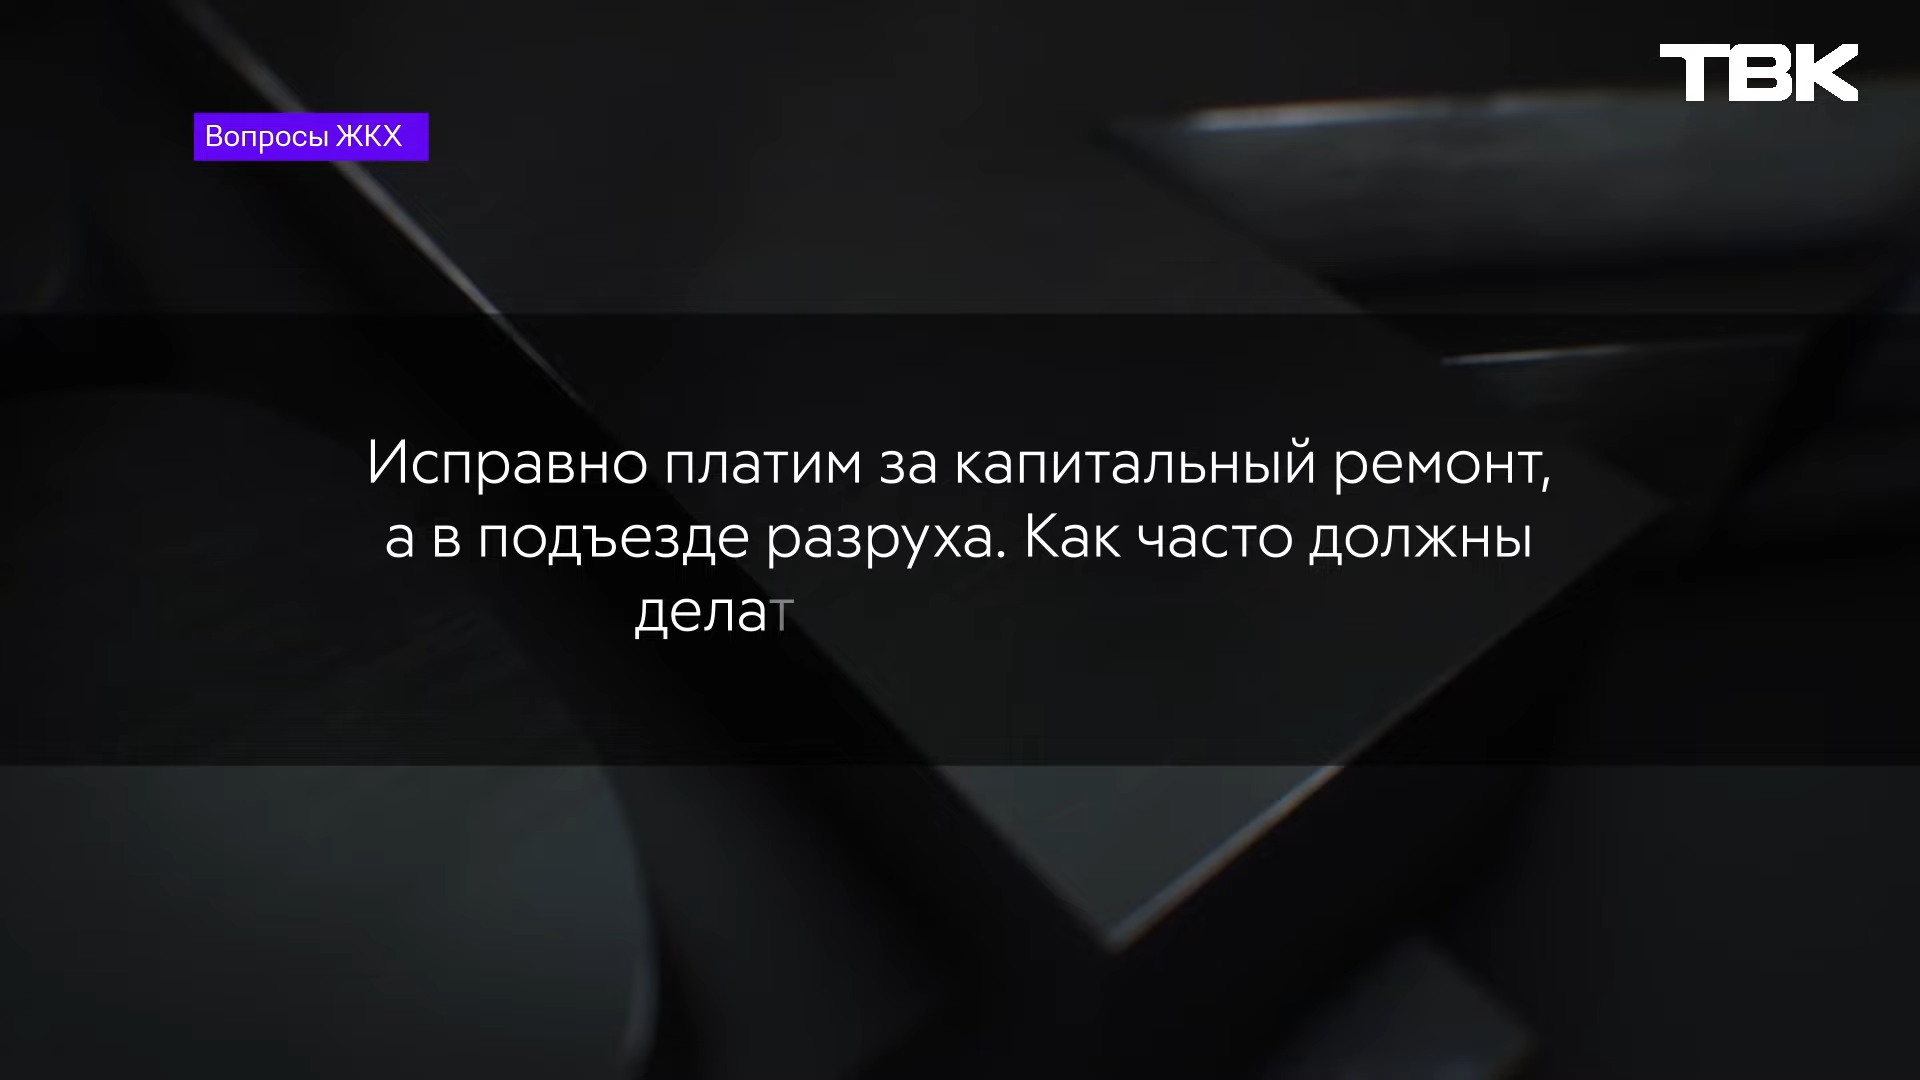 ТВК
Вопросы ЖКХ
Исправно платим за капитальный ремонт,
а в подъезде разруха. Как часто должны
делат